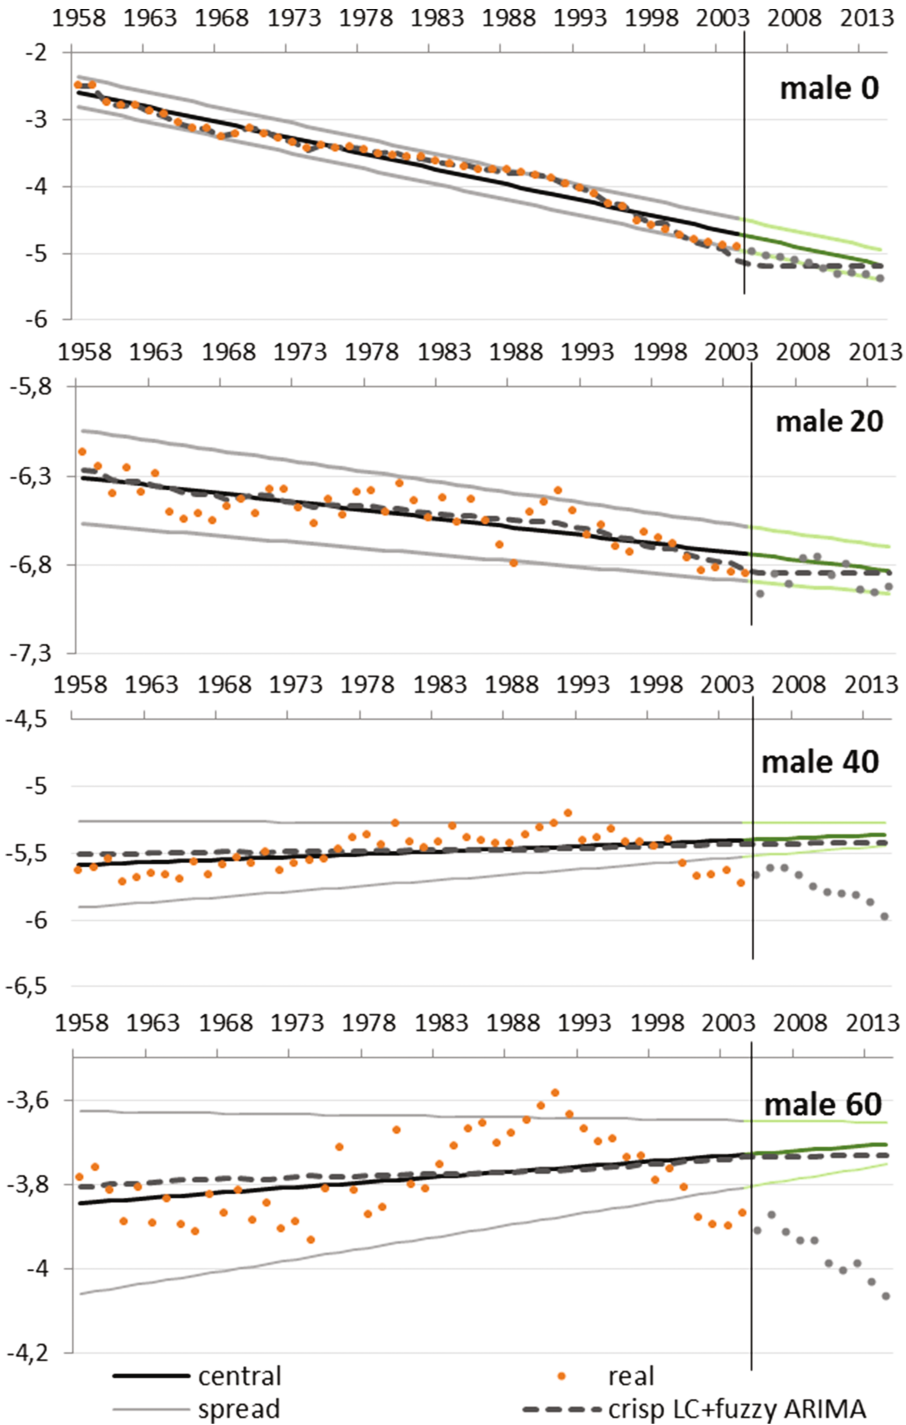 1958 1963 1968 1973 1978 1983 1988 1993 1998 2003 2008 2013
-2
male 0
-3
-4
-5
-6
1958 1963 1968 1973 1978 1983 1988 1993 1998 2003 2008 2013
-5,8
male 20
-6,3
-6,8
-7,3
1958 1963 1968 1973 1978 1983 1988 1993 1998 2003 2008 2013
-4,5
male 40
-5
-5,5
-6
-6,5
1958 1963 1968 1973 1978 1983 1988 1993 1998 2003 2008 2013
-3,6
male 60
-3,8
-4
-4,2
central real
spread crisp LC+fuzzy ARIMA